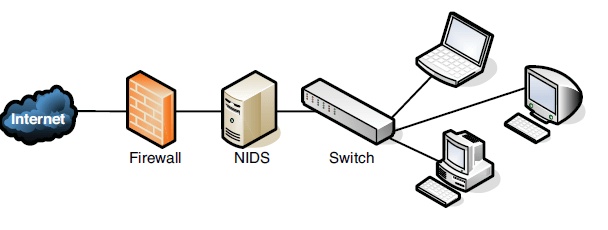 Internet
Firewall
NIDS
Switch